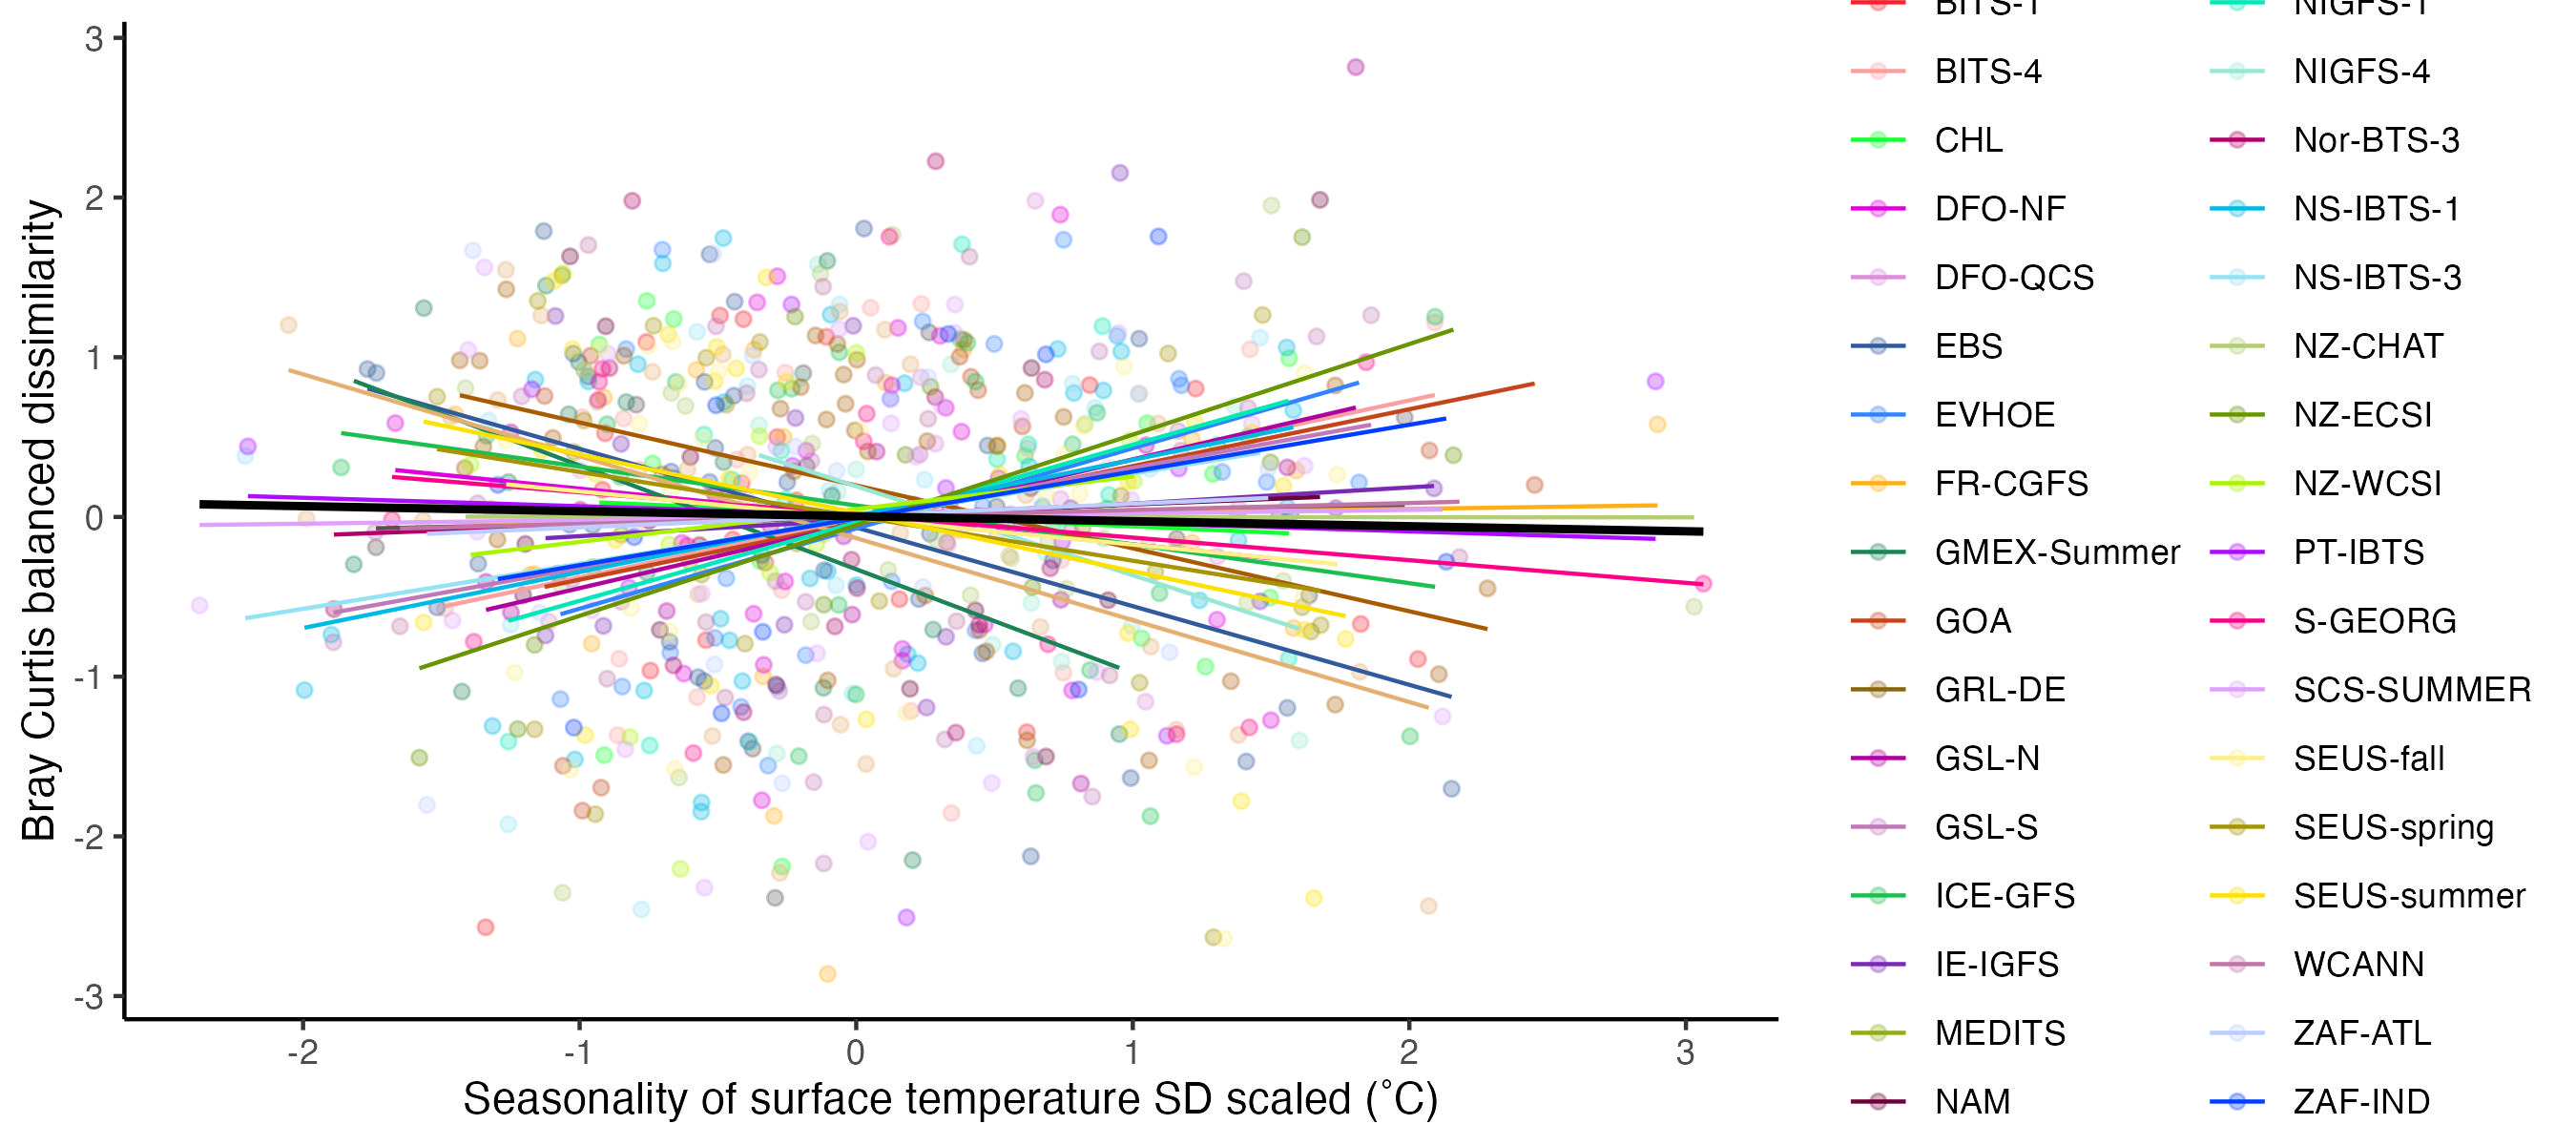 3
2
1
0
-1
-2
-3
Bray Curtis balanced dissimilarity
-2 -1 0 1 2 3
Seasonality of surface temperature SD scaled (˚C)
BITS-1 NIGFS-1
BITS-4 NIGFS-4
CHL Nor-BTS-3
DFO-NF NS-IBTS-1
DFO-QCS NS-IBTS-3
EBS NZ-CHAT
EVHOE NZ-ECSI
FR-CGFS NZ-WCSI
GMEX-Summer PT-IBTS
GOA S-GEORG
GRL-DE SCS-SUMMER
GSL-N SEUS-fall
GSL-S SEUS-spring
ICE-GFS SEUS-summer
IE-IGFS WCANN
MEDITS ZAF-ATL
NAM ZAF-IND